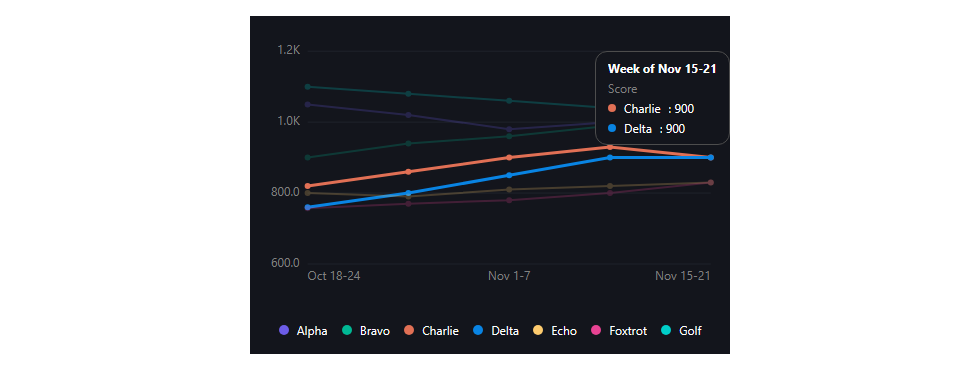 1.2K
Week of Nov 15-21
Score
Charlie : 900
1.0K
Delta : 900
800.0
600.0
Oct 18-24 Nov 1-7 Nov 15-21
Alpha Bravo Charlie Delta Echo Foxtrot Golf